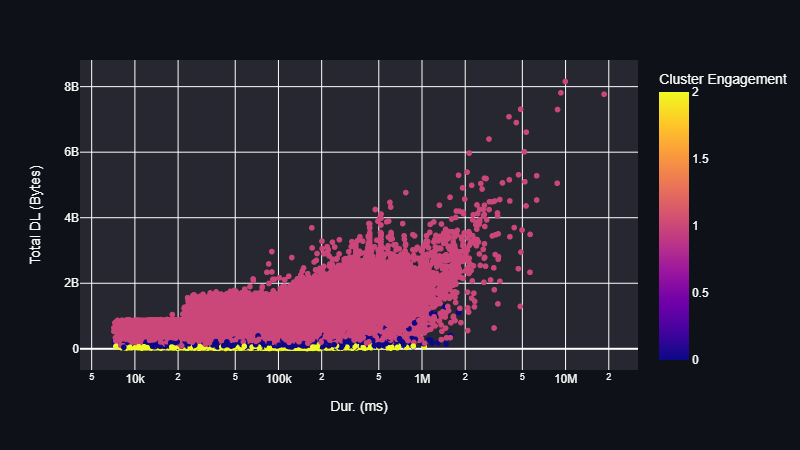 Cluster Engagement
2
1.5
1
0.5
0
Total DL (Bytes)
8B
6B
4B
2B
0
5 10k 2 5 100k 2 5 1M 2 5 10M 2
Dur. (ms)